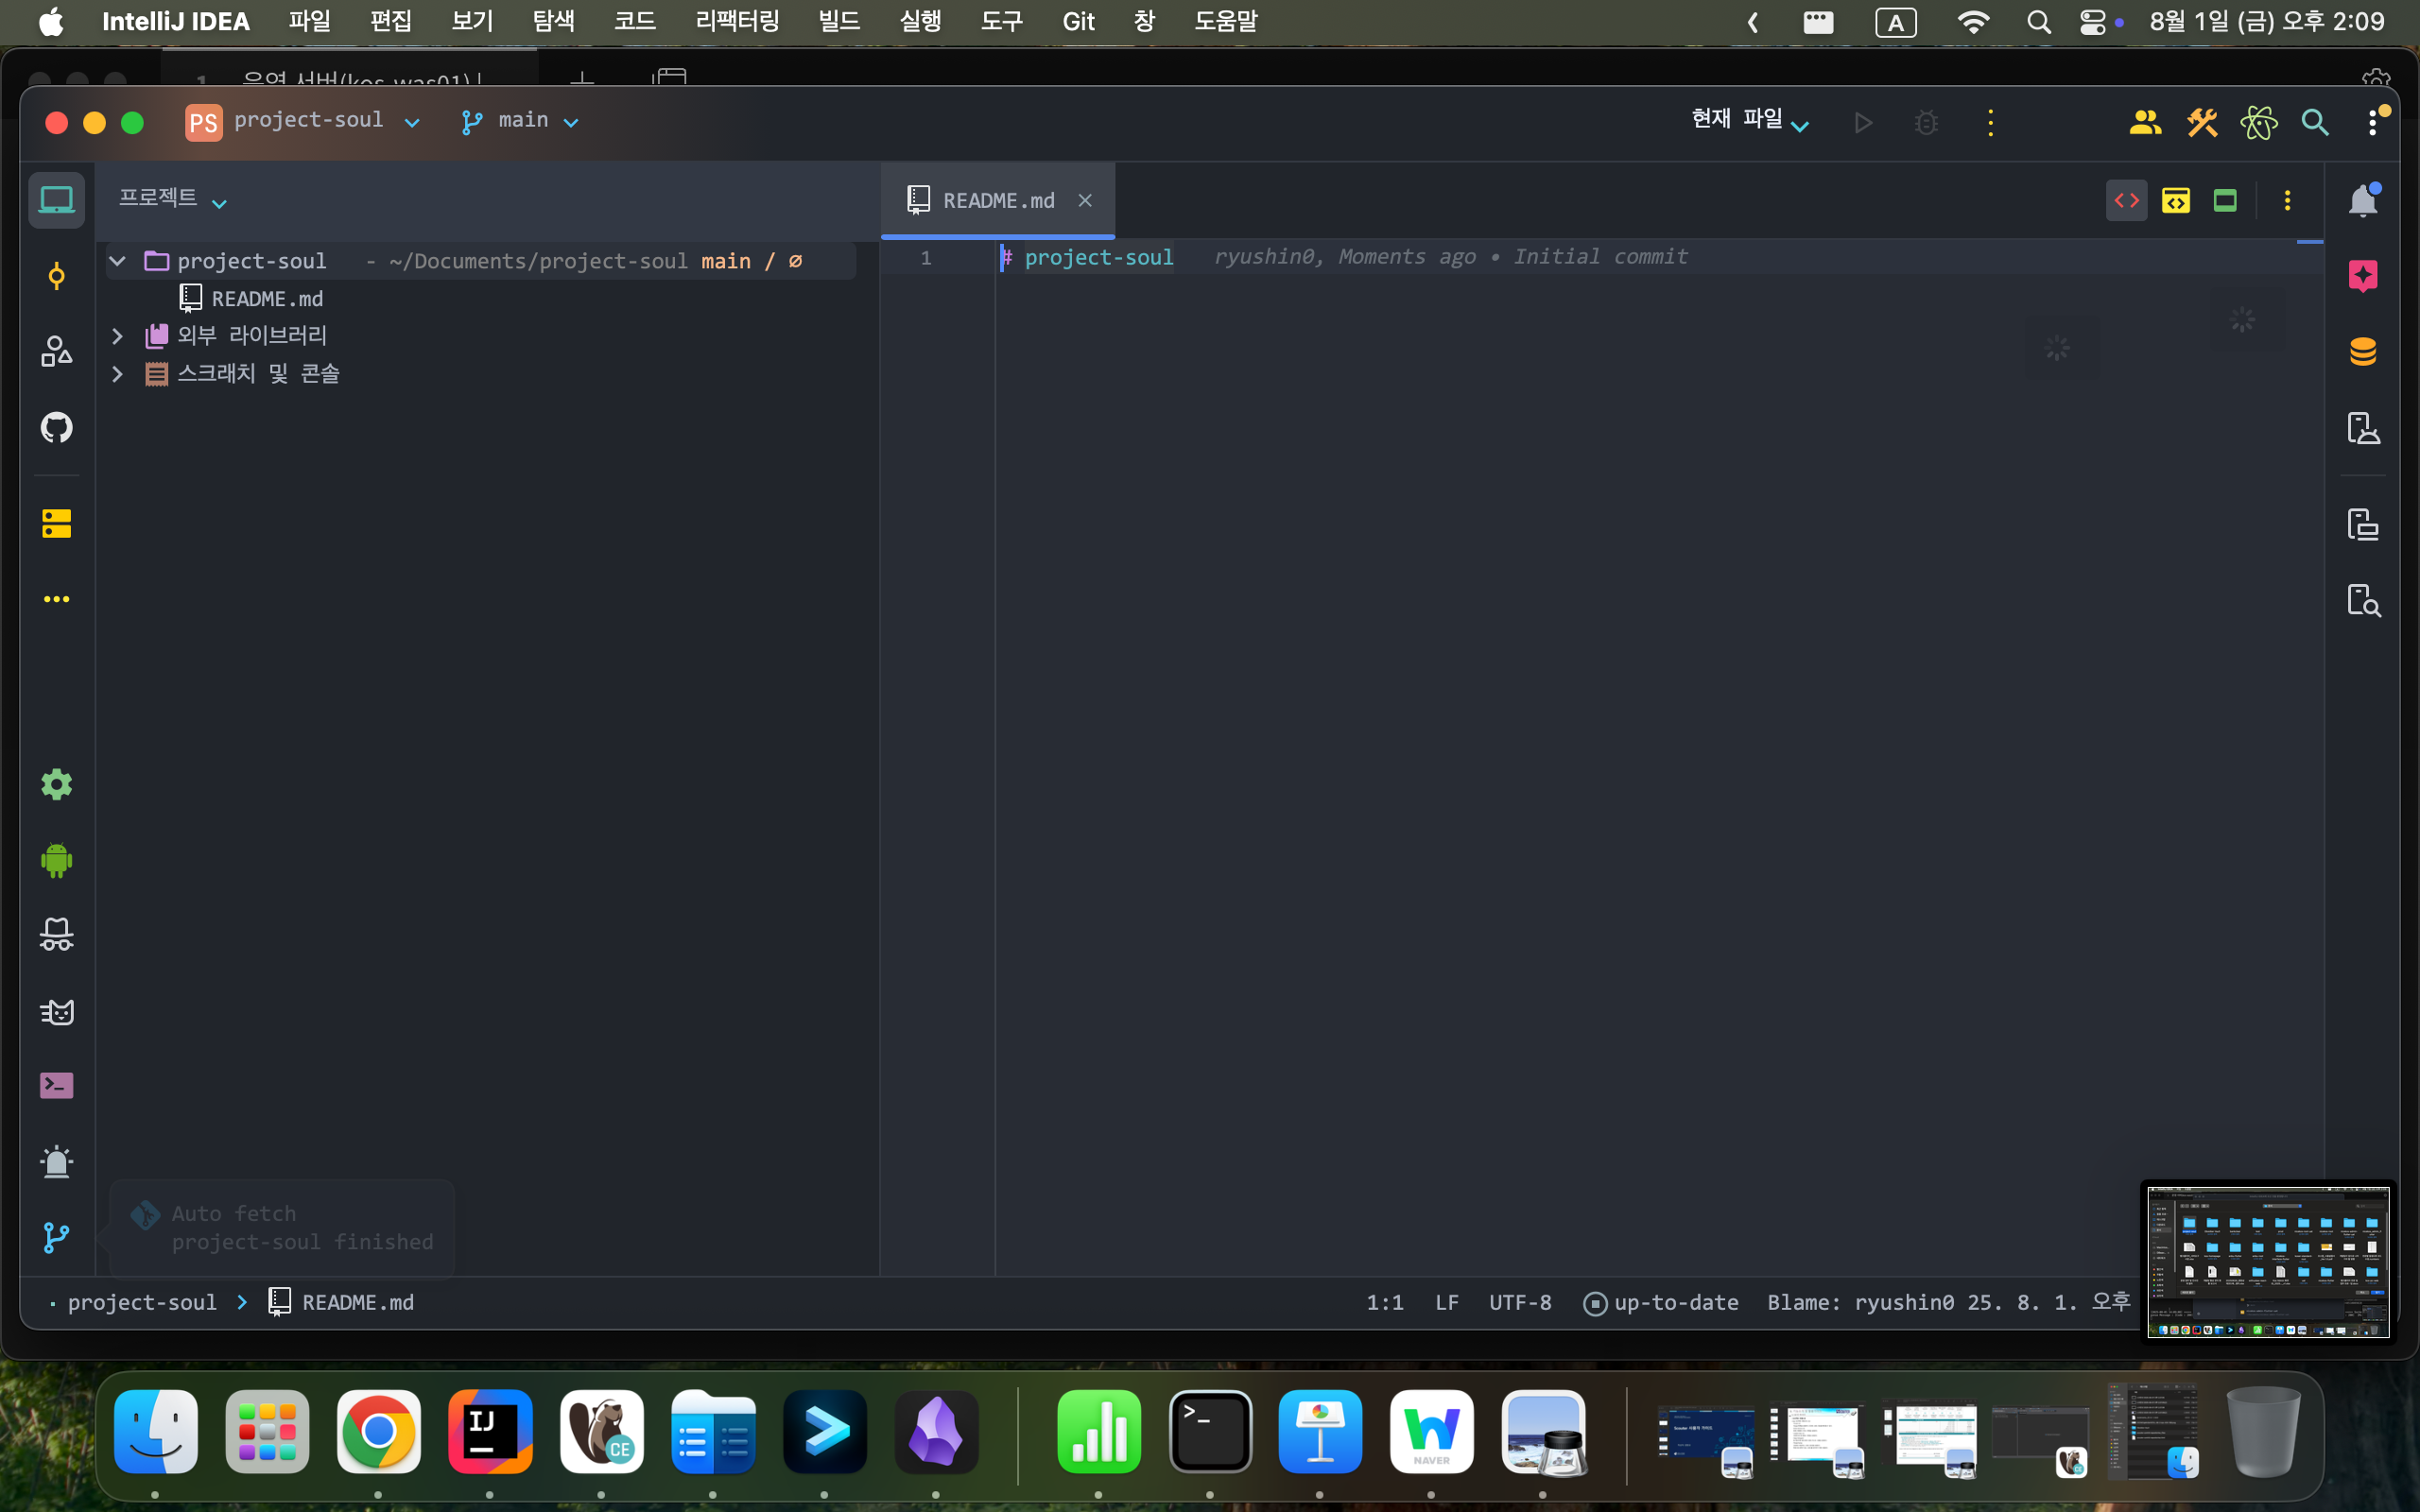 IntelliJ IDEA 파일 편집 보기 탐색 코드 리팩터링 빌드 실행 도구 Git 창 도움말 A 8월 1일 (금) 오후 2:09
1
PS project-soul main 현재 파일
프로젝트 README.md
project-soul - ~/Documents/project-soul main / ∅
README.md
외부 라이브러리
스크래치 및 콘솔
1 # project-soul ryushin0, Moments ago • Initial commit
Auto fetch
project-soul finished
project-soul README.md 1:1 LF UTF-8 up-to-date Blame: ryushin0 25. 8. 1. 오후
IJ CE >_ NAVER